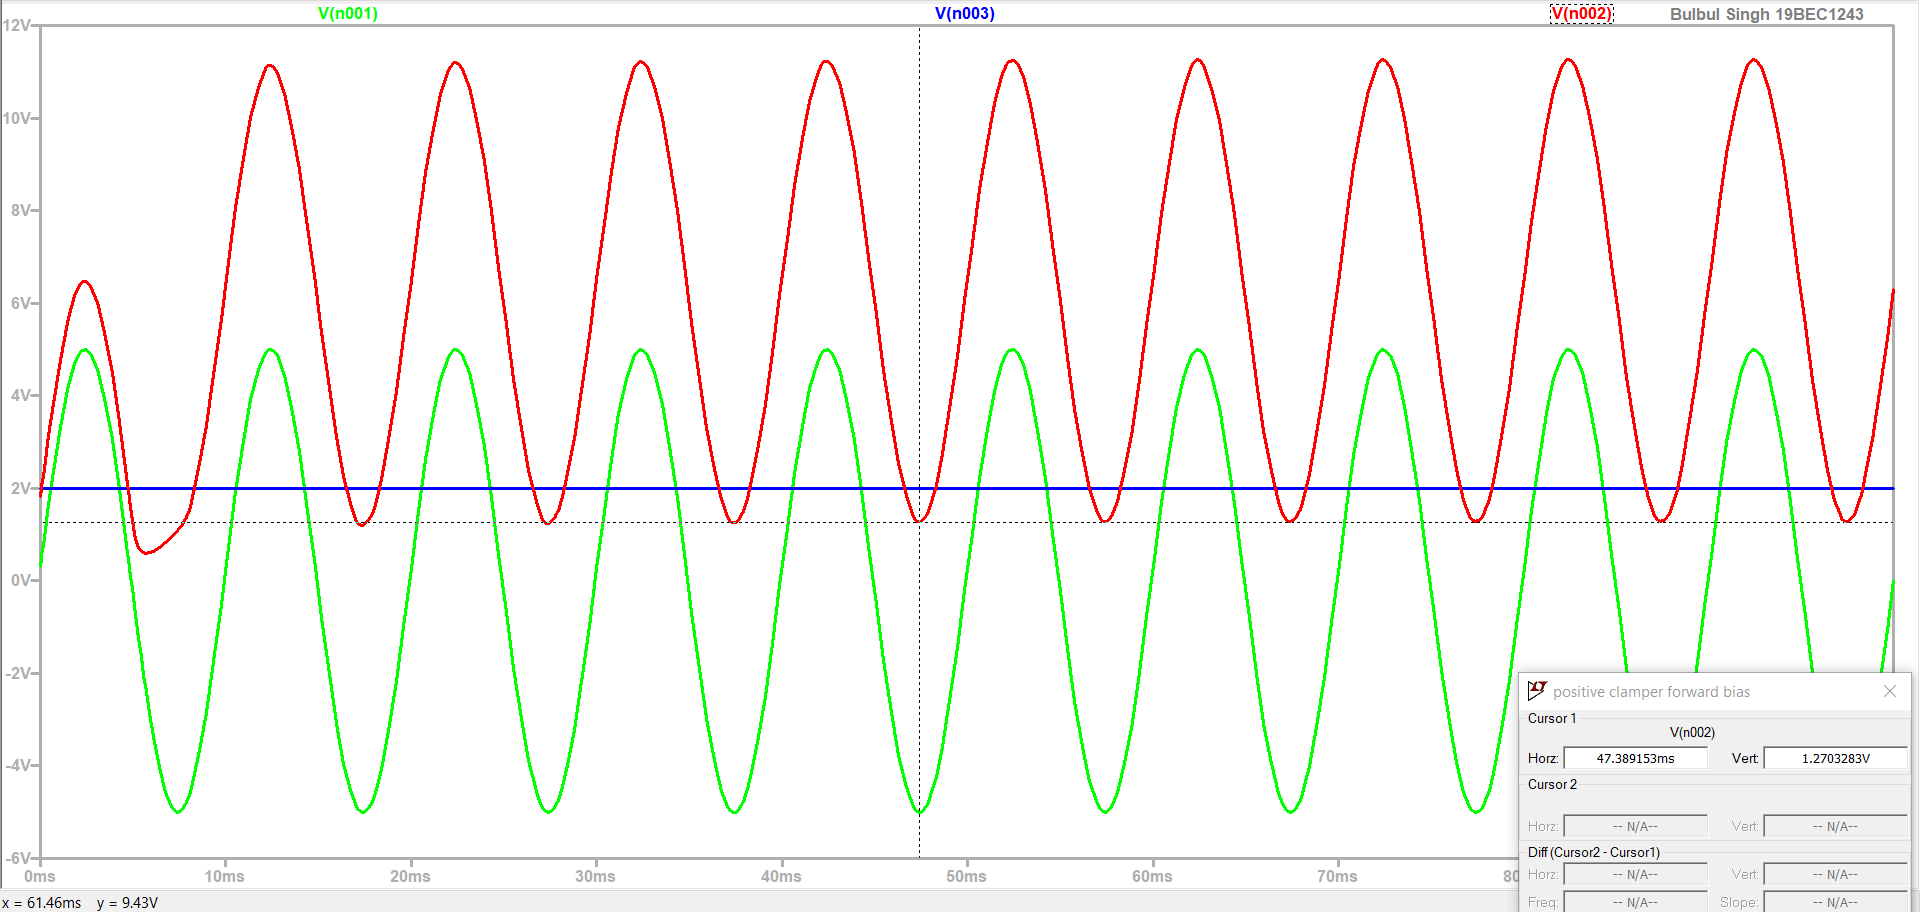 V(n001) V(n003) V(n002) Bulbul Singh 19BEC1243
12V
10V
8V
6V
4V
2V
0V
-2V
-4V
-6V
0ms 10ms 20ms 30ms 40ms 50ms 60ms 70ms 80
positive clamper forward bias
Cursor 1
V(n002)
Horz: 47.389153ms Vert: 1.2703283V
Cursor 2
Horz: -- N/A-- Vert: -- N/A--
Diff (Cursor2 - Cursor1)
Horz: -- N/A-- Vert: -- N/A--
Freq: -- N/A-- Slope: -- N/A--
x = 61.46ms y = 9.43V